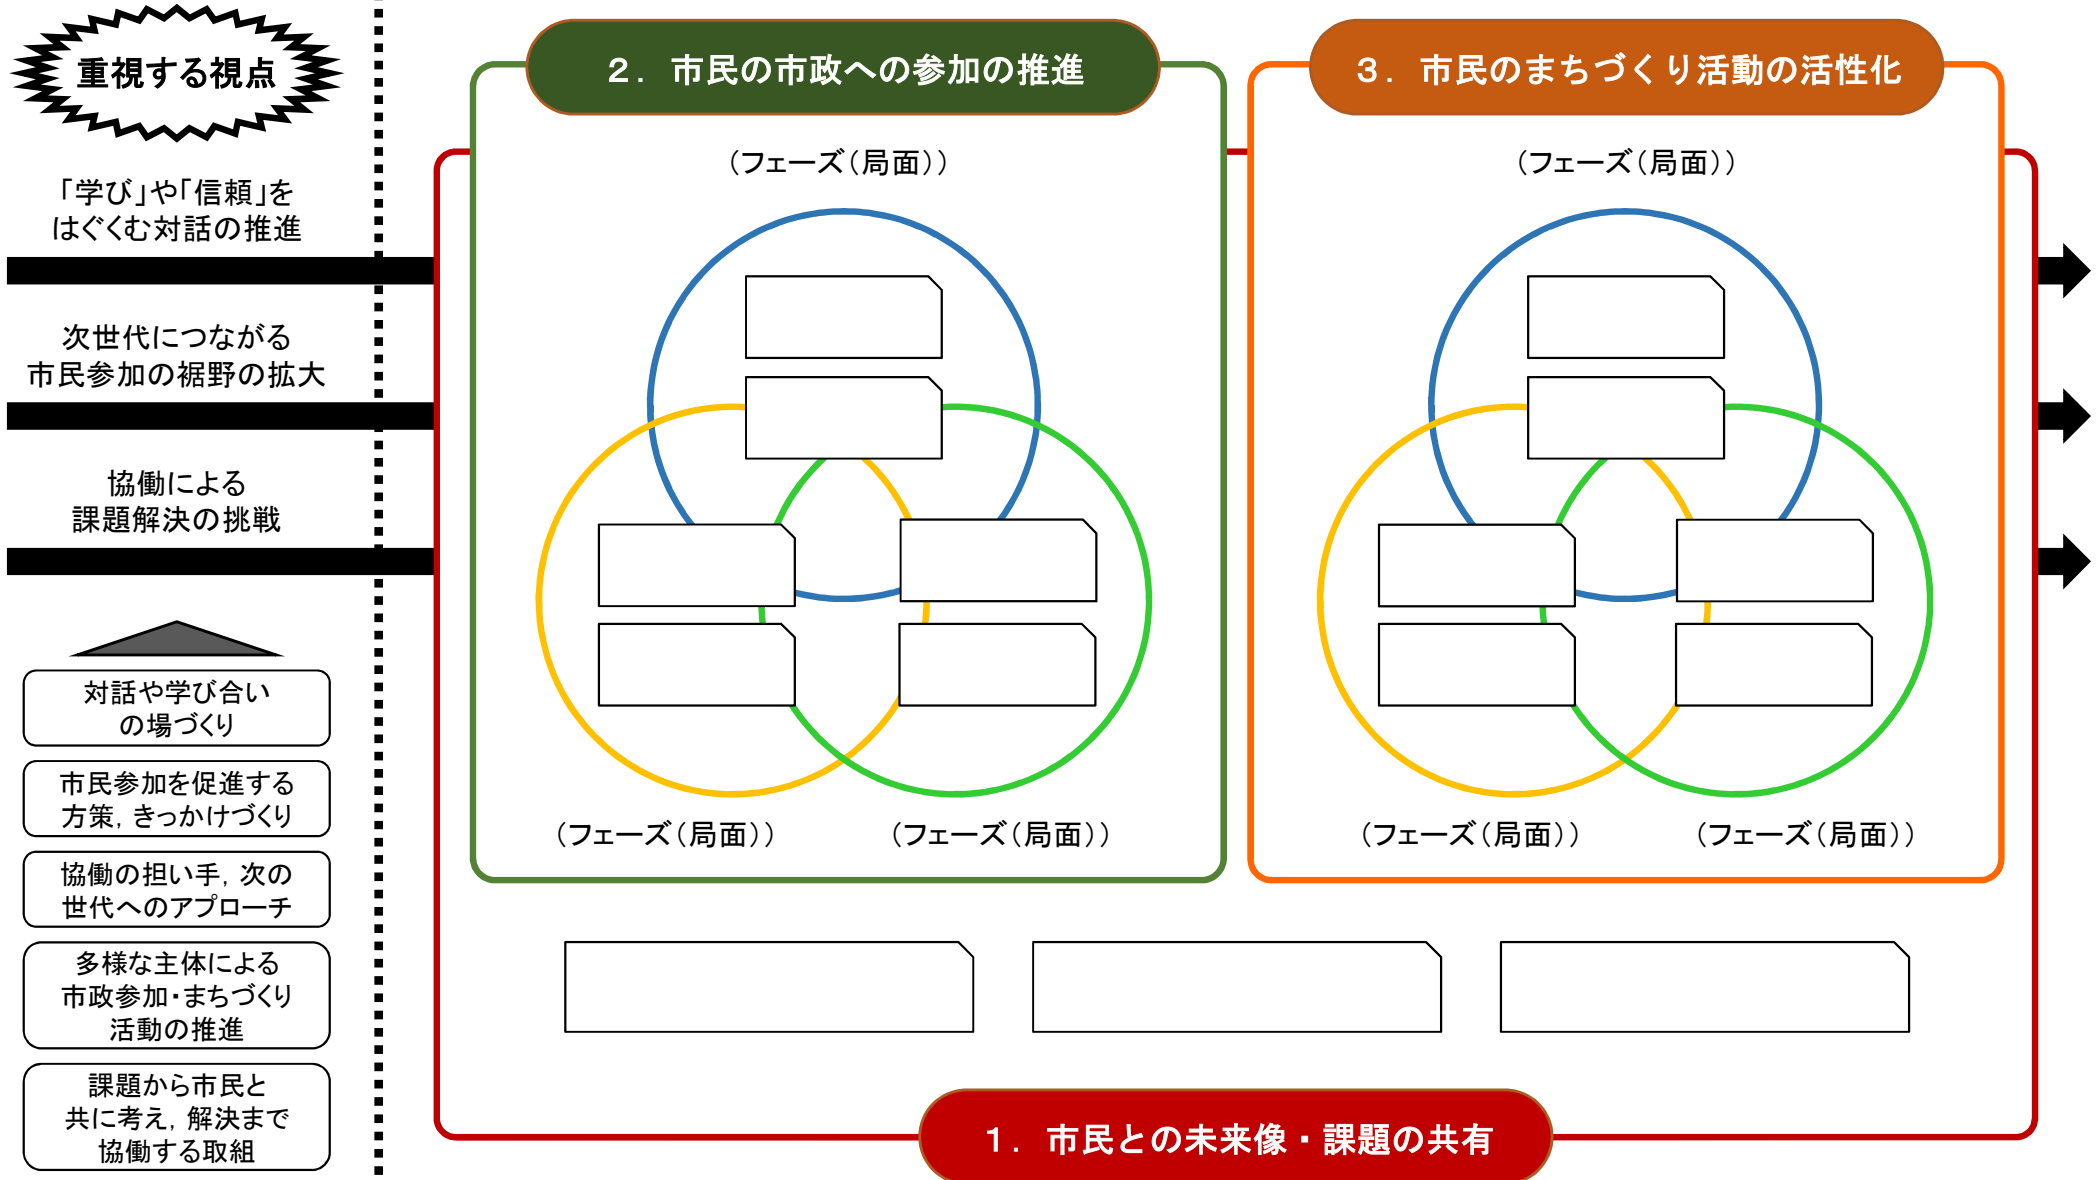 重視する視点
「学び」や「信頼」を
はぐくむ対話の推進
次世代につながる
市民参加の裾野の拡大
協働による
課題解決の挑戦
対話や学び合い
の場づくり
市民参加を促進する
方策，きっかけづくり
協働の担い手，次の
世代へのアプローチ
多様な主体による
市政参加・まちづくり
活動の推進
課題から市民と
共に考え，解決まで
協働する取組
２．市民の市政への参加の推進
（フェーズ（局面））
（フェーズ（局面））
（フェーズ（局面））
３．市民のまちづくり活動の活性化
（フェーズ（局面））
（フェーズ（局面））
（フェーズ（局面））
１．市民との未来像・課題の共有